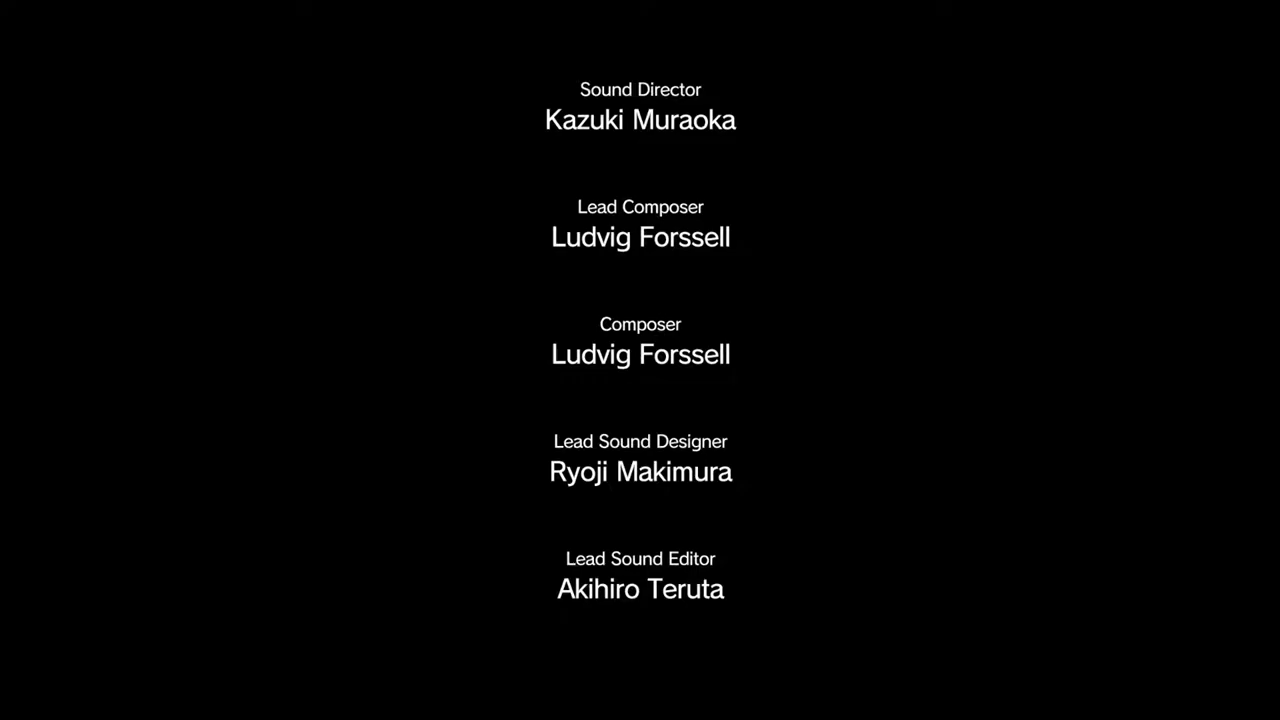 Sound Director
Kazuki Muraoka
Lead Composer
Ludvig Forssell
Composer
Ludvig Forssell
Lead Sound Designer
Ryoji Makimura
Lead Sound Editor
Akihiro Teruta